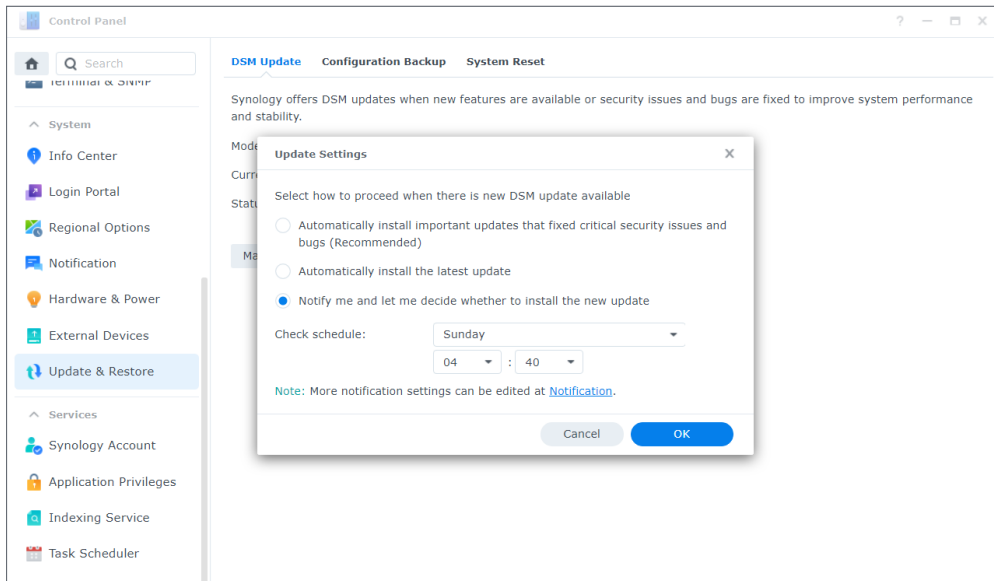 Control Panel
Search
DSM Update Configuration Backup System Reset
Terminal & SNMP
Synology offers DSM updates when new features are available or security issues and bugs are fixed to improve system performance
and stability.
System
Info Center
Login Portal
Regional Options
Notification
Hardware & Power
External Devices
Update & Restore
Services
Synology Account
Application Privileges
Indexing Service
Task Scheduler
Update Settings
Select how to proceed when there is new DSM update available
Automatically install important updates that fixed critical security issues and
bugs (Recommended)
Automatically install the latest update
Notify me and let me decide whether to install the new update
Check schedule: Sunday
04 : 40
Note: More notification settings can be edited at Notification.
Cancel OK